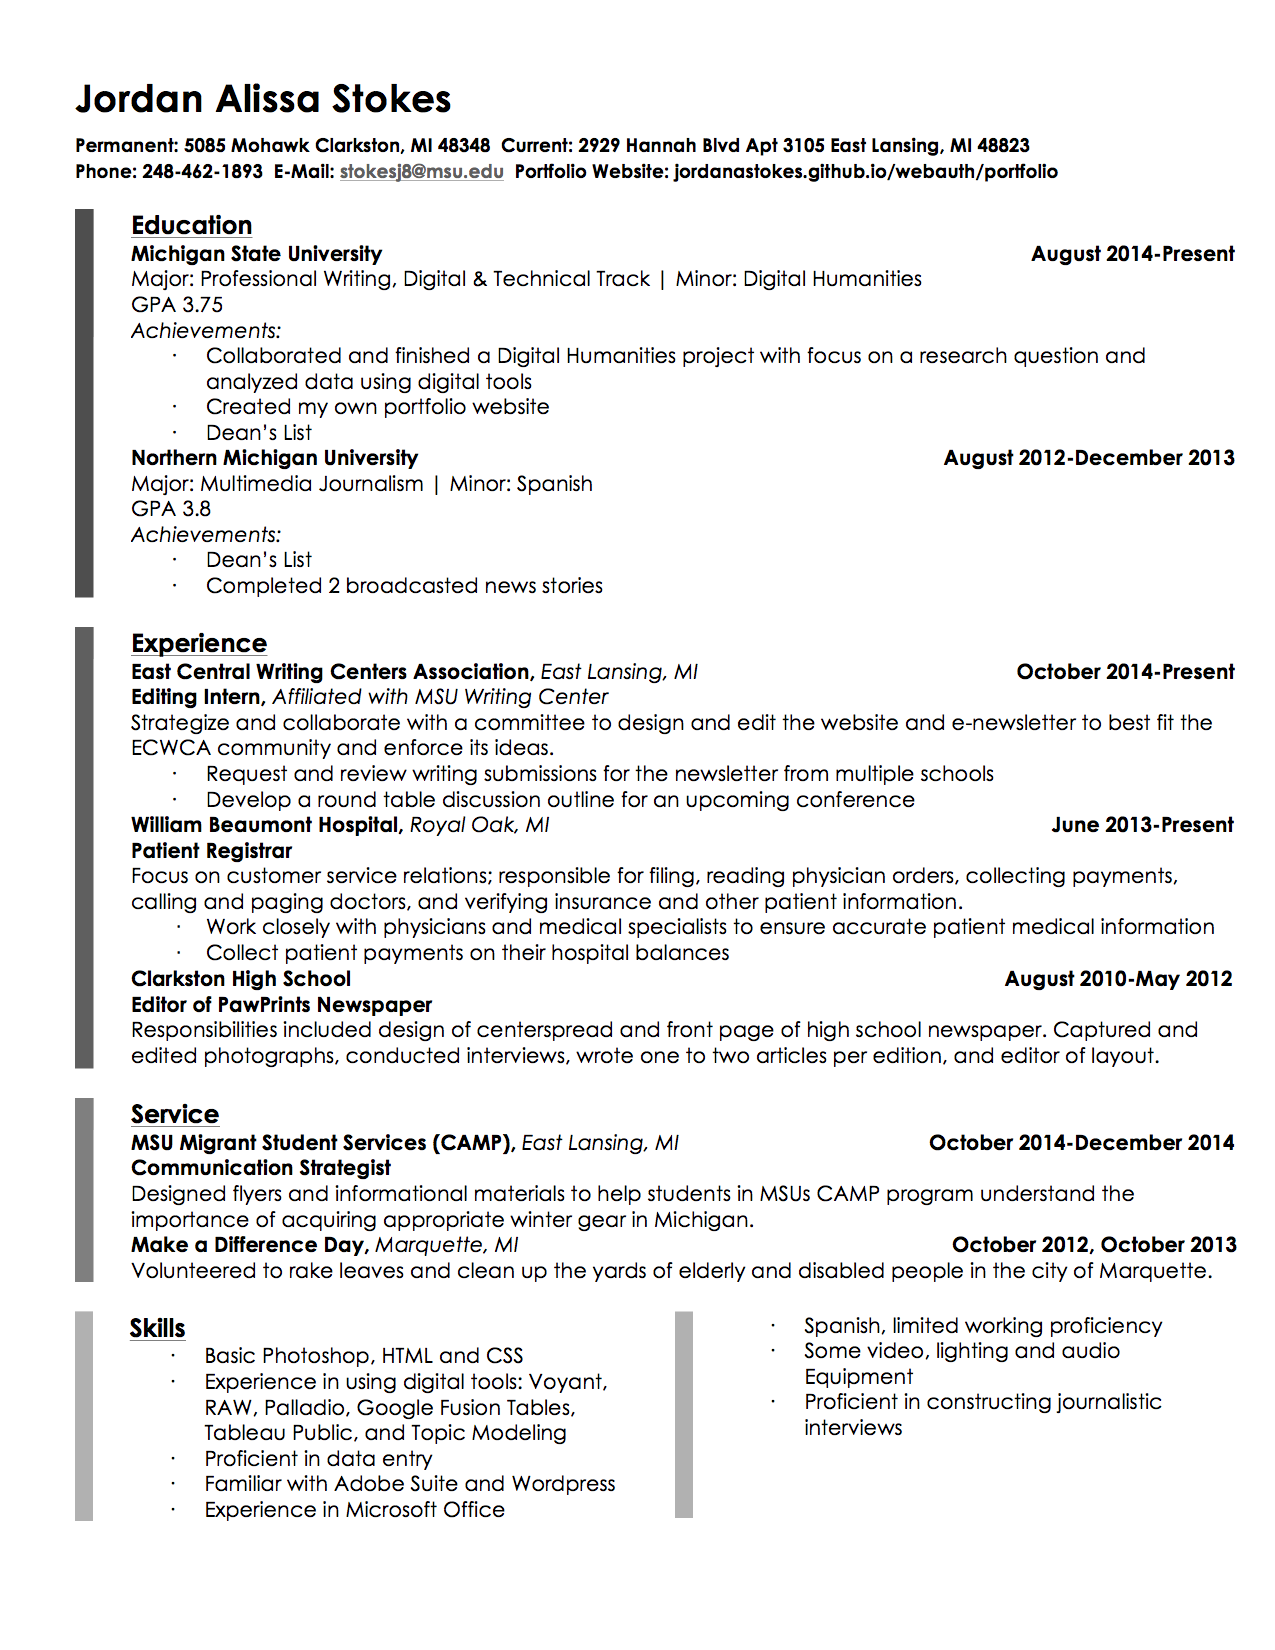 Jordan Alissa Stokes
Permanent: 5085 Mohawk Clarkston, MI 48348  Current: 2929 Hannah Blvd Apt 3105 East Lansing, MI 48823
Phone: 248-462-1893  E-Mail: stokesj8@msu.edu  Portfolio Website: jordanastokes.github.io/webauth/portfolio
Education
Michigan State University August 2014-Present
Major: Professional Writing, Digital & Technical Track | Minor: Digital Humanities
GPA 3.75
Achievements:
· Collaborated and finished a Digital Humanities project with focus on a research question and
analyzed data using digital tools
· Created my own portfolio website
· Dean's List
Northern Michigan University August 2012-December 2013
Major: Multimedia Journalism | Minor: Spanish
GPA 3.8
Achievements:
· Dean's List
· Completed 2 broadcasted news stories
Experience
East Central Writing Centers Association, East Lansing, MI October 2014-Present
Editing Intern, Affiliated with MSU Writing Center
Strategize and collaborate with a committee to design and edit the website and e-newsletter to best fit the
ECWCA community and enforce its ideas.
· Request and review writing submissions for the newsletter from multiple schools
· Develop a round table discussion outline for an upcoming conference
William Beaumont Hospital, Royal Oak, MI June 2013-Present
Patient Registrar
Focus on customer service relations; responsible for filing, reading physician orders, collecting payments,
calling and paging doctors, and verifying insurance and other patient information.
· Work closely with physicians and medical specialists to ensure accurate patient medical information
· Collect patient payments on their hospital balances
Clarkston High School August 2010-May 2012
Editor of PawPrints Newspaper
Responsibilities included design of centerspread and front page of high school newspaper. Captured and
edited photographs, conducted interviews, wrote one to two articles per edition, and editor of layout.
Service
MSU Migrant Student Services (CAMP), East Lansing, MI October 2014-December 2014
Communication Strategist
Designed flyers and informational materials to help students in MSUs CAMP program understand the
importance of acquiring appropriate winter gear in Michigan.
Make a Difference Day, Marquette, MI October 2012, October 2013
Volunteered to rake leaves and clean up the yards of elderly and disabled people in the city of Marquette.
Skills
· Basic Photoshop, HTML and CSS
· Experience in using digital tools: Voyant,
RAW, Palladio, Google Fusion Tables,
Tableau Public, and Topic Modeling
· Proficient in data entry
· Familiar with Adobe Suite and Wordpress
· Experience in Microsoft Office
· Spanish, limited working proficiency
· Some video, lighting and audio
Equipment
· Proficient in constructing journalistic
interviews